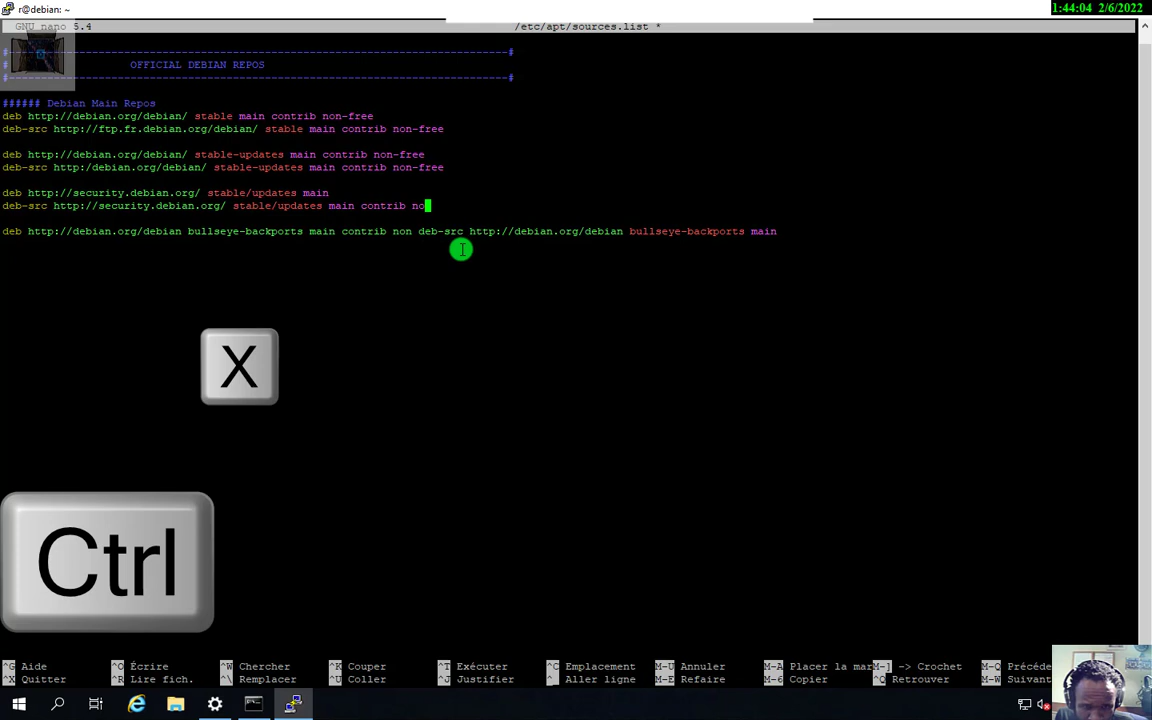 r@debian: ~
1:44:04 2/6/2022
GNU nano 5.4 /etc/apt/sources.list *
#---------------------------------------------------------------------#
# OFFICIAL DEBIAN REPOS
#---------------------------------------------------------------------#
###### Debian Main Repos
deb http://debian.org/debian/ stable main contrib non-free
deb-src http://ftp.fr.debian.org/debian/ stable main contrib non-free
deb http://debian.org/debian/ stable-updates main contrib non-free
deb-src http:/debian.org/debian/ stable-updates main contrib non-free
deb http://security.debian.org/ stable/updates main
deb-src http://security.debian.org/ stable/updates main contrib no
deb http://debian.org/debian bullseye-backports main contrib non deb-src http://debian.org/debian bullseye-backports main
X
Ctrl
^G Aide ^O Écrire ^W Chercher ^K Couper ^T Exécuter ^C Emplacement M-U Annuler M-A Placer la mar M-] -> Crochet M-Q Précéde
^X Quitter ^R Lire fich. ^\ Remplacer ^U Coller ^J Justifier ^_ Aller ligne M-E Refaire M-6 Copier ^Q Retrouver M-W Suivant